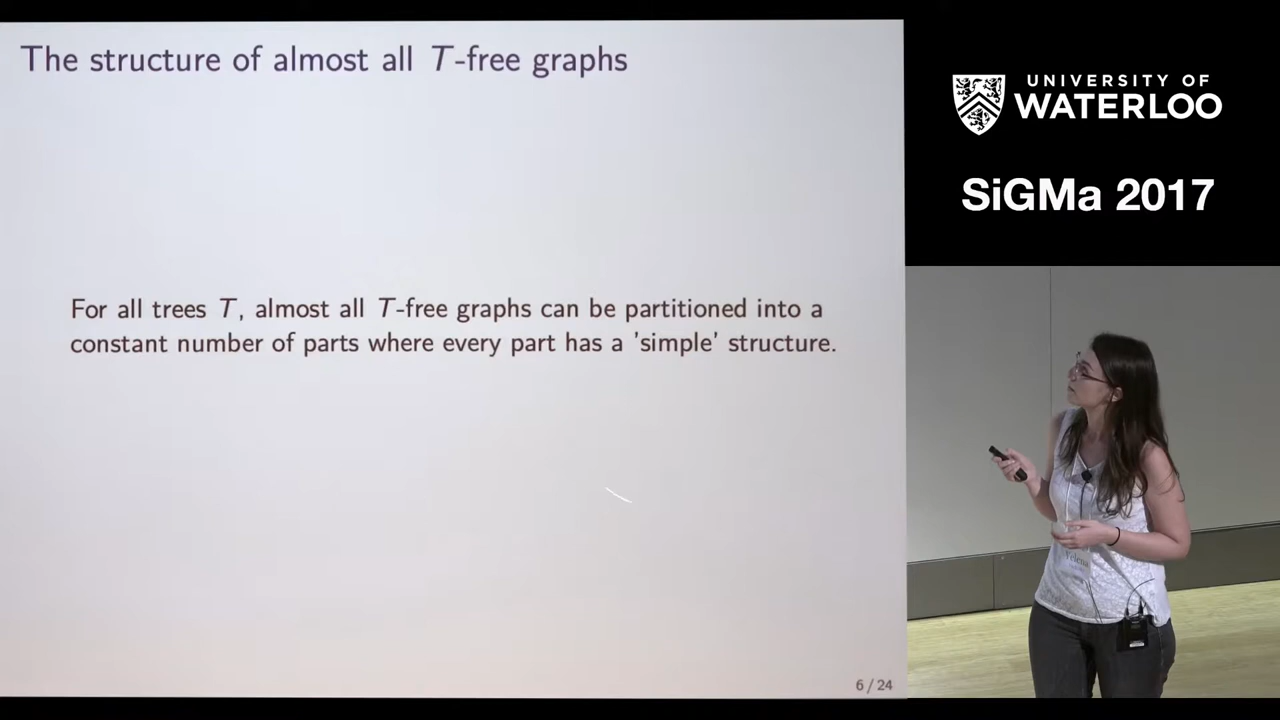 The structure of almost all T-free graphs
For all trees T, almost all T-free graphs can be partitioned into a
constant number of parts where every part has a 'simple' structure.
6 / 24
UNIVERSITY OF
WATERLOO
SiGMa 2017
Yelena